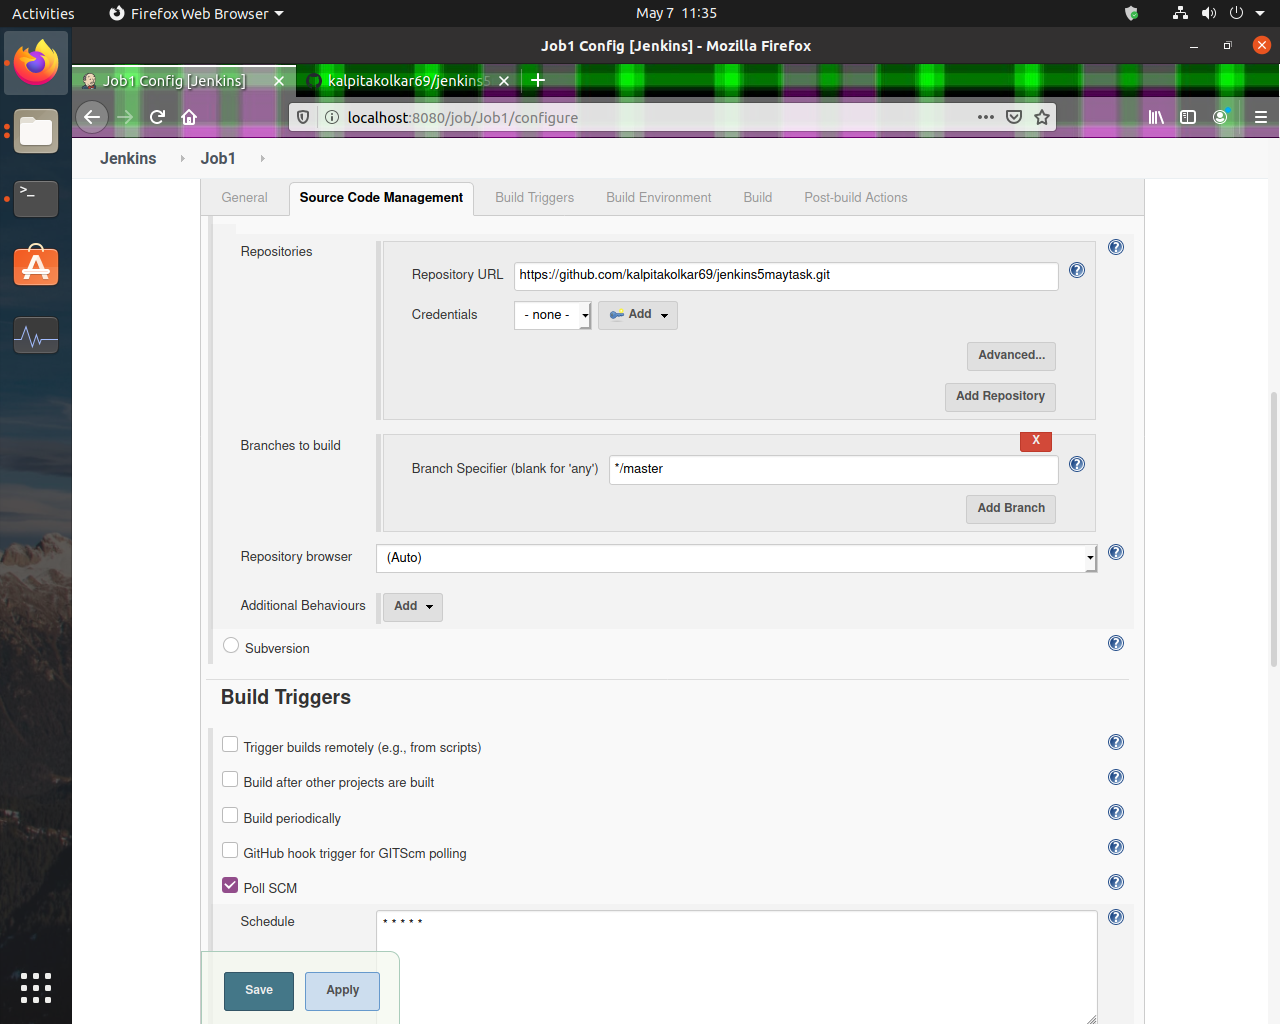 Activities Firefox Web Browser May 7 11:35
Job1 Config [Jenkins] - Mozilla Firefox
Job1 Config [Jenkins] kalpitakolkar69/jenkins5
localhost:8080/job/Job1/configure
Jenkins Job1
General Source Code Management Build Triggers Build Environment Build Post-build Actions
Repositories
Repository URL https://github.com/kalpitakolkar69/jenkins5maytask.git
Credentials - none - Add
Advanced...
Add Repository
Branches to build
X
Branch Specifier (blank for 'any') */master
Add Branch
Repository browser (Auto)
Additional Behaviours Add
Subversion
Build Triggers
Trigger builds remotely (e.g., from scripts)
Build after other projects are built
Build periodically
GitHub hook trigger for GITScm polling
Poll SCM
Schedule * * * * *
Save Apply